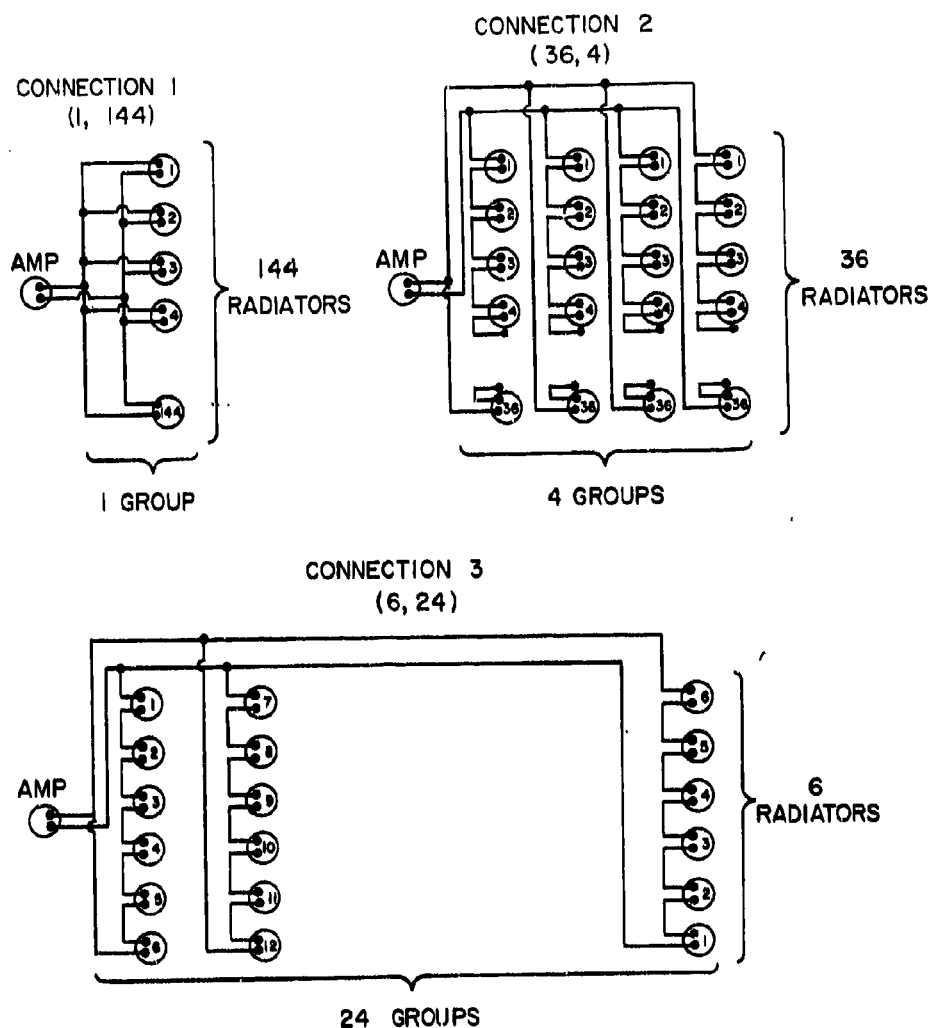 CONNECTION 1
(1, 144)
AMP
1
2
3
4
144
144
RADIATORS
1 GROUP
CONNECTION 2
(36, 4)
AMP
1 1 1 1
2 2 2 2
3 3 3 3
4 4 4 4
36 36 36 36
36
RADIATORS
4 GROUPS
CONNECTION 3
(6, 24)
AMP
1 7 6
2 8 5
3 9 4
4 10 3
5 11 2
6 12 1
6
RADIATORS
24 GROUPS